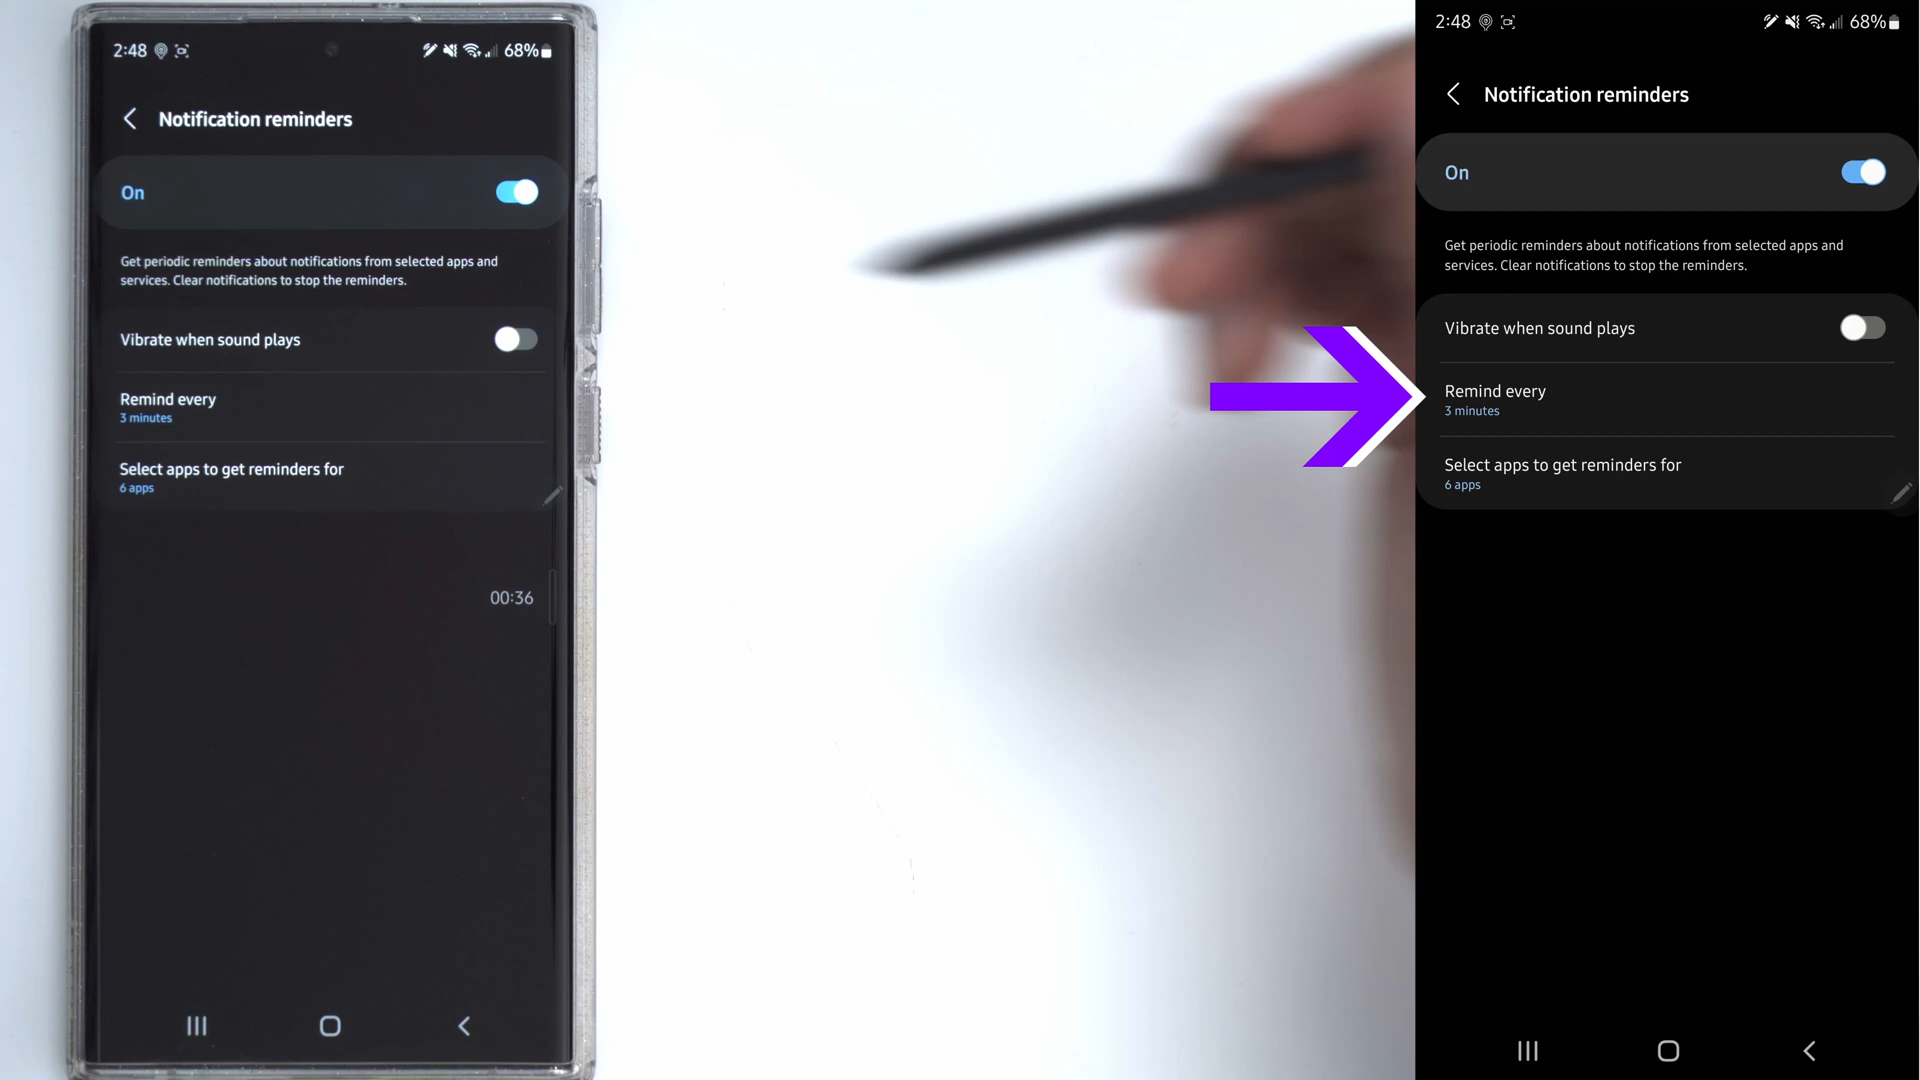 2:48
68%
Notification reminders
On
Get periodic reminders about notifications from selected apps and
services. Clear notifications to stop the reminders.
Vibrate when sound plays
Remind every
3 minutes
Select apps to get reminders for
6 apps
00:36
2:48
68%
Notification reminders
On
Get periodic reminders about notifications from selected apps and
services. Clear notifications to stop the reminders.
Vibrate when sound plays
Remind every
3 minutes
Select apps to get reminders for
6 apps